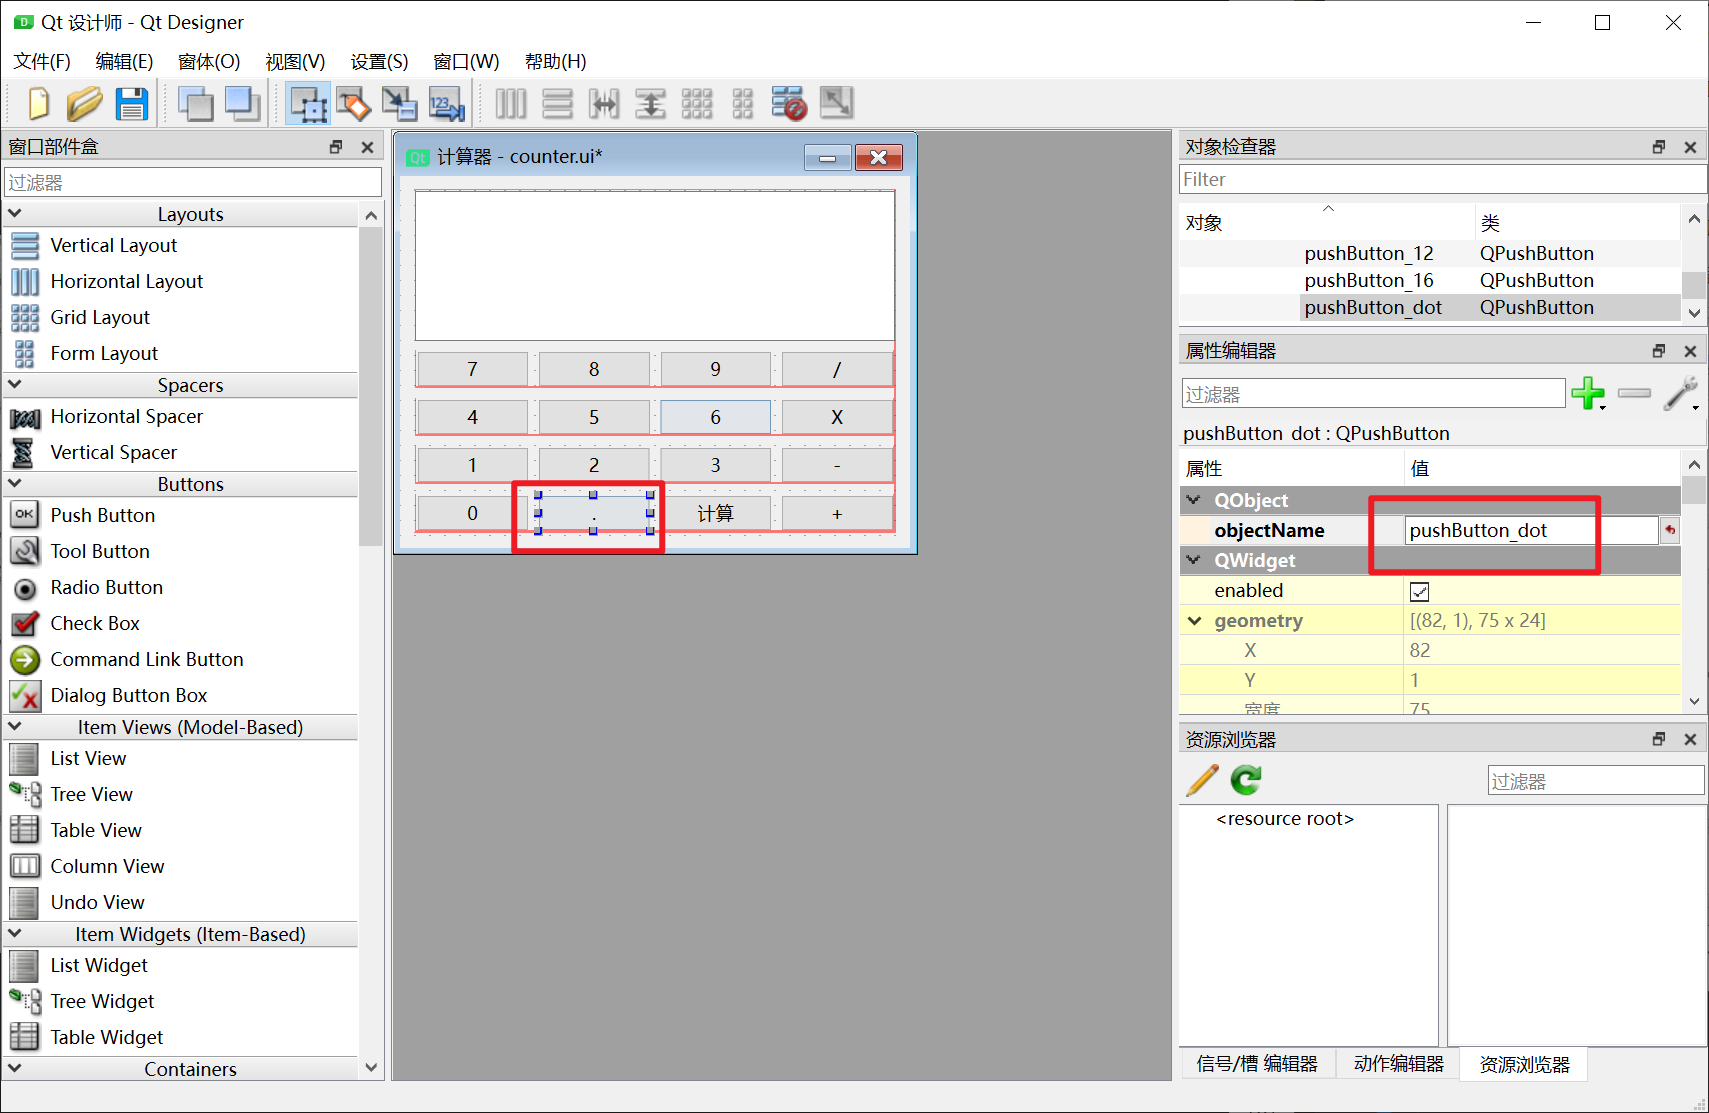 Qt 设计师 - Qt Designer
文件(F) 编辑(E) 窗体(O) 视图(V) 设置(S) 窗口(W) 帮助(H)
窗口部件盒
过滤器
Layouts
Vertical Layout
Horizontal Layout
Grid Layout
Form Layout
Spacers
Horizontal Spacer
Vertical Spacer
Buttons
Push Button
Tool Button
Radio Button
Check Box
Command Link Button
Dialog Button Box
Item Views (Model-Based)
List View
Tree View
Table View
Column View
Undo View
Item Widgets (Item-Based)
List Widget
Tree Widget
Table Widget
Containers
计算器 - counter.ui*
7 8 9 /
4 5 6 X
1 2 3 -
0 . 计算 +
对象检查器
Filter
对象 类
pushButton_12 QPushButton
pushButton_16 QPushButton
pushButton_dot QPushButton
属性编辑器
过滤器
pushButton dot : QPushButton
属性 值
QObject
objectName pushButton_dot
QWidget
enabled
geometry [(82, 1), 75 x 24]
X 82
Y 1
宽度 75
资源浏览器
过滤器
<resource root>
信号/槽 编辑器 动作编辑器 资源浏览器